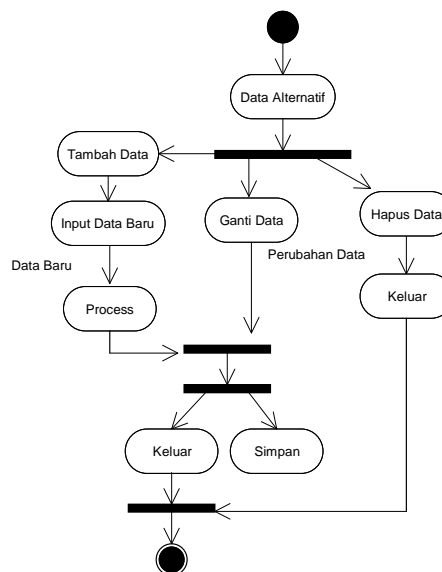 Data Alternatif
Tambah Data
Input Data Baru
Ganti Data
Hapus Data
Data Baru
Perubahan Data
Process
Keluar
Keluar
Simpan